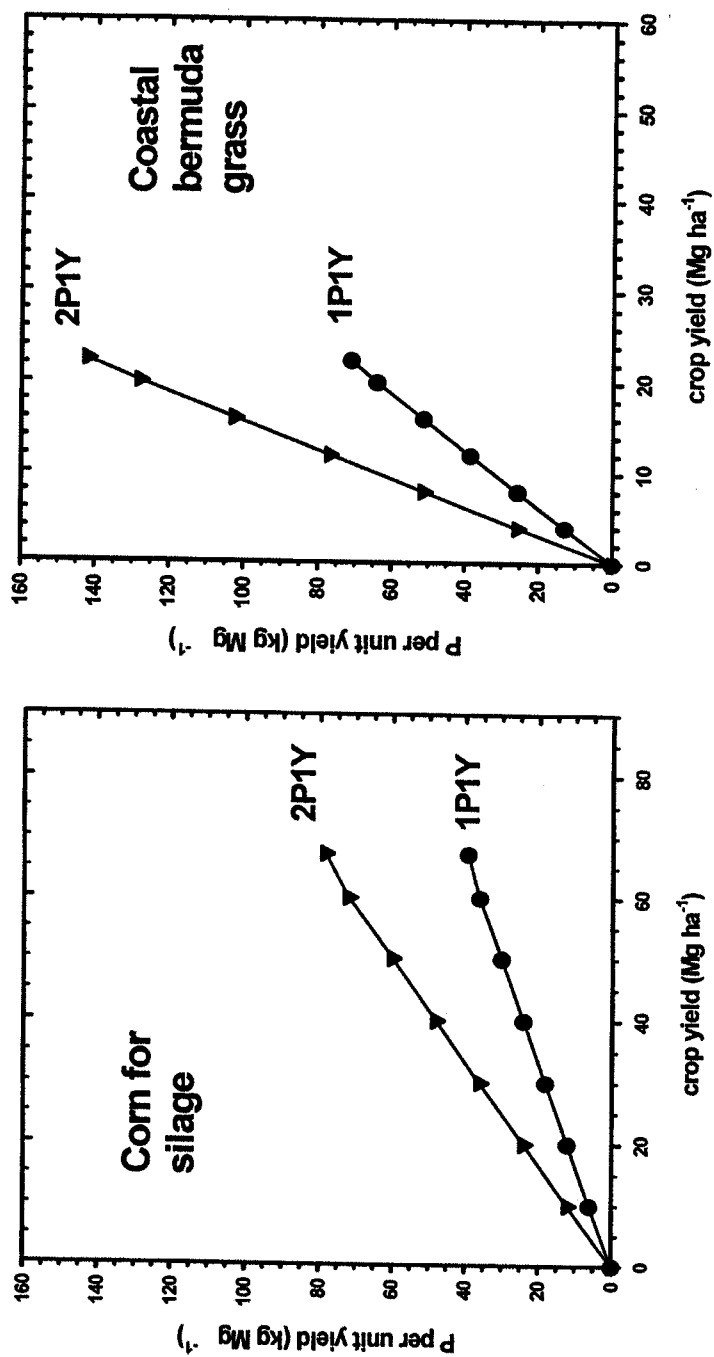 160
140
120
100
80
60
40
20
0
P per unit yield (kg Mg⁻¹)
Corn for
silage
2P1Y
1P1Y
0
20
40
60
80
crop yield (Mg ha⁻¹)
160
140
120
100
80
60
40
20
0
P per unit yield (kg Mg⁻¹)
Coastal
bermuda
grass
2P1Y
1P1Y
0
10
20
30
40
50
60
crop yield (Mg ha⁻¹)